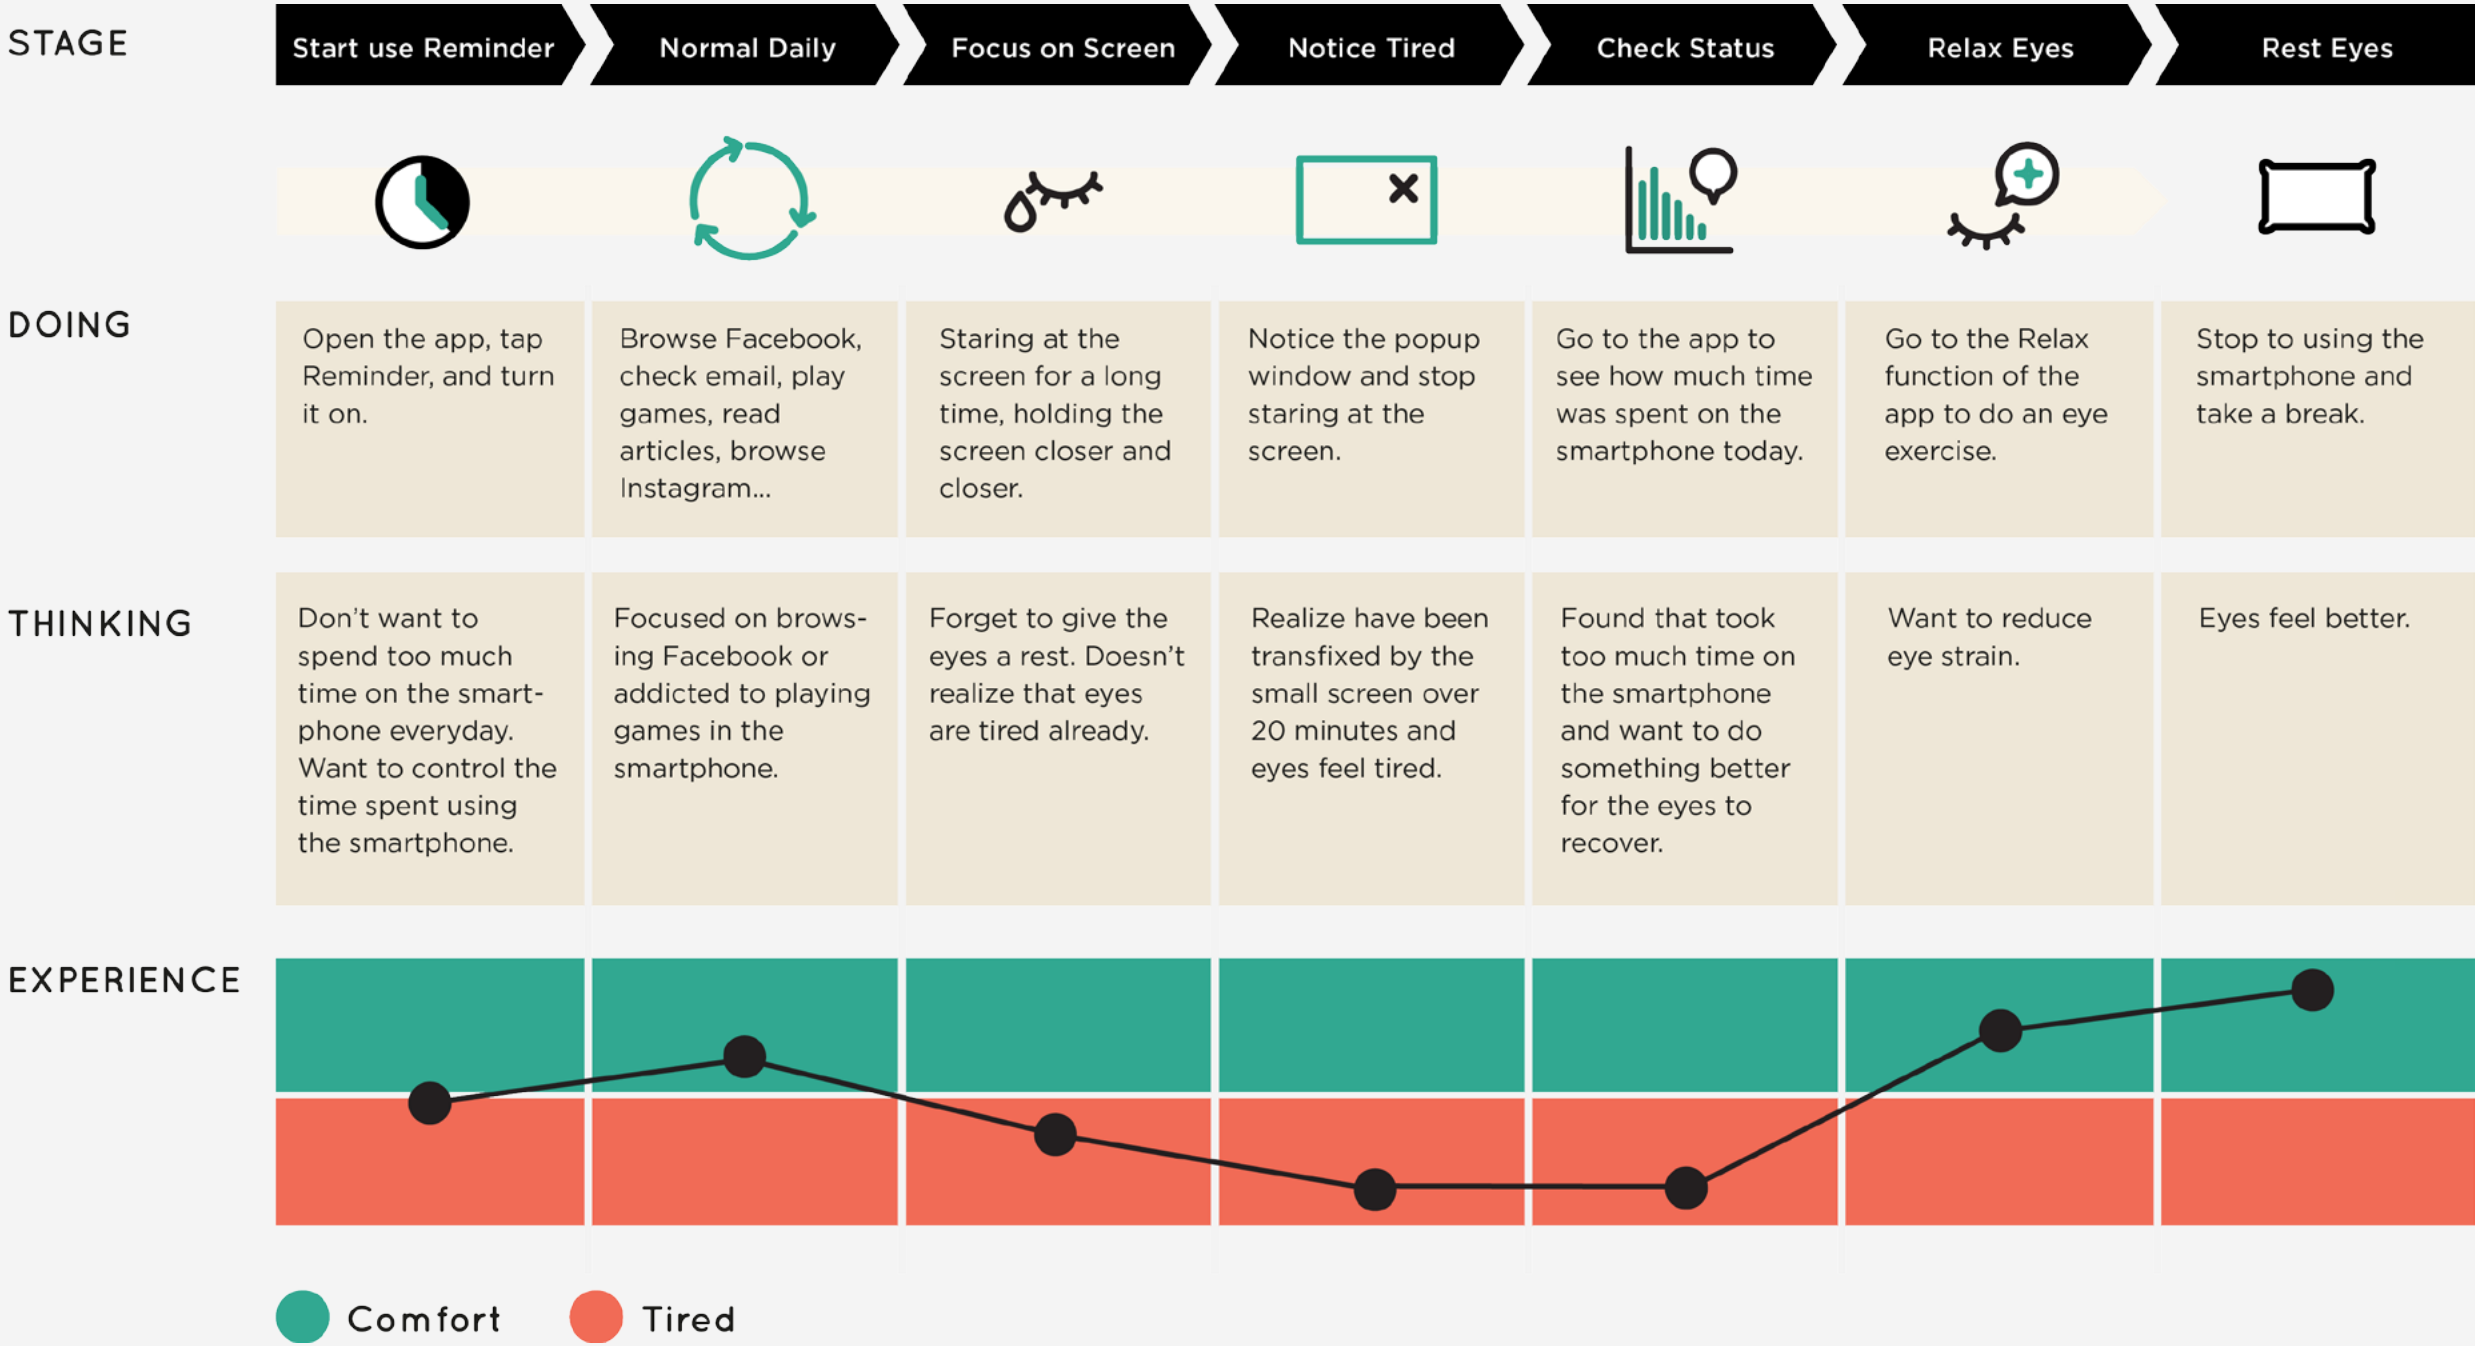 STAGE
Start use Reminder
Normal Daily
Focus on Screen
Notice Tired
Check Status
Relax Eyes
Rest Eyes
DOING
Open the app, tap
Reminder, and turn
it on.
Browse Facebook,
check email, play
games, read
articles, browse
Instagram...
Staring at the
screen for a long
time, holding the
screen closer and
closer.
Notice the popup
window and stop
staring at the
screen.
Go to the app to
see how much time
was spent on the
smartphone today.
Go to the Relax
function of the
app to do an eye
exercise.
Stop to using the
smartphone and
take a break.
THINKING
Don't want to
spend too much
time on the smart-
phone everyday.
Want to control the
time spent using
the smartphone.
Focused on brows-
ing Facebook or
addicted to playing
games in the
smartphone.
Forget to give the
eyes a rest. Doesn't
realize that eyes
are tired already.
Realize have been
transfixed by the
small screen over
20 minutes and
eyes feel tired.
Found that took
too much time on
the smartphone
and want to do
something better
for the eyes to
recover.
Want to reduce
eye strain.
Eyes feel better.
EXPERIENCE
Comfort
Tired